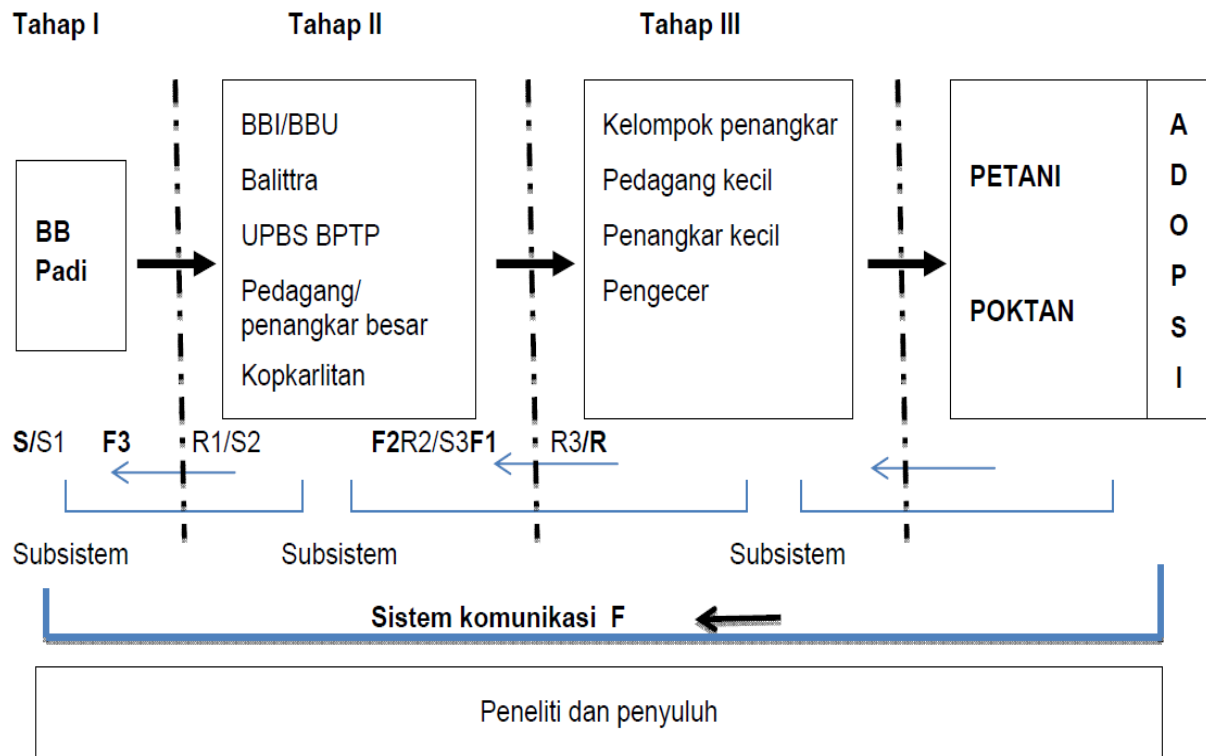 Tahap I
Tahap II
Tahap III
BB
Padi
BBI/BBU
Balittra
UPBS BPTP
Pedagang/
penangkar besar
Kopkarlitan
Kelompok penangkar
Pedagang kecil
Penangkar kecil
Pengecer
PETANI
POKTAN
A
D
O
P
S
I
S/S1
F3
R1/S2
F2R2/S3F1
R3/R
Subsistem
Subsistem
Subsistem
Sistem komunikasi F
Peneliti dan penyuluh